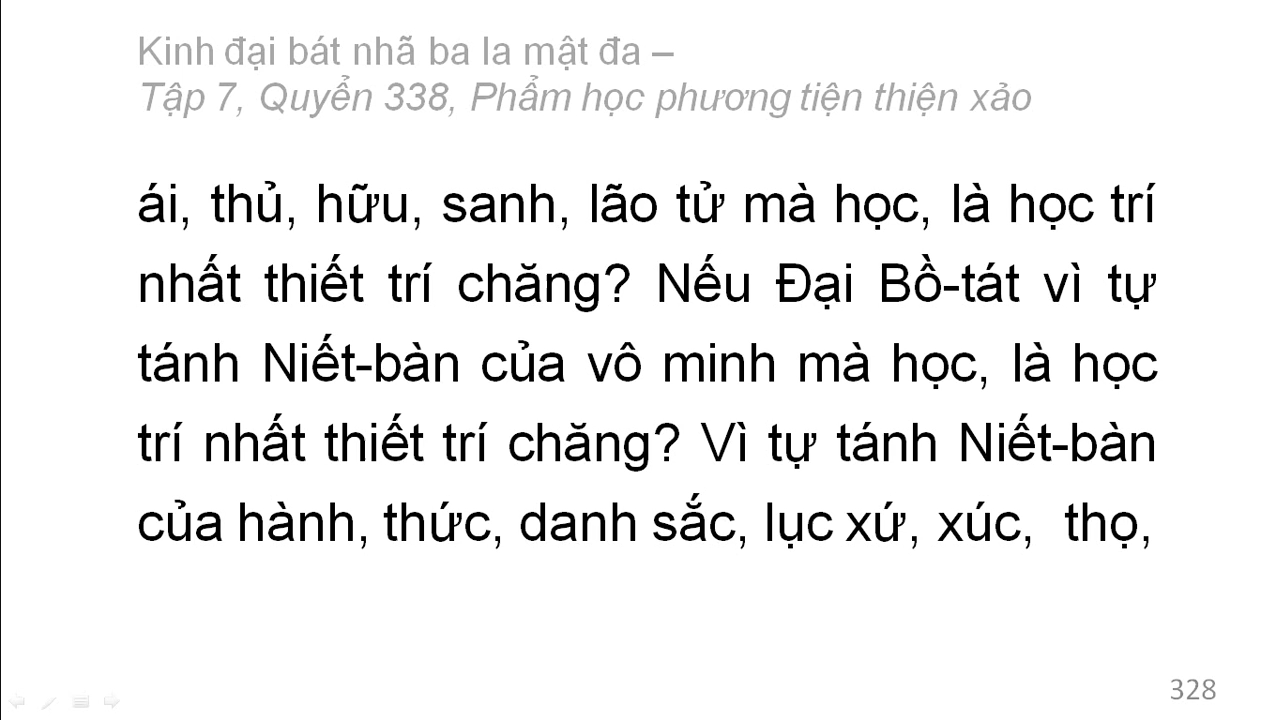 Kinh đại bát nhã ba la mật đa –
Tập 7, Quyển 338, Phẩm học phương tiện thiện xảo
ái, thủ, hữu, sanh, lão tử mà học, là học trí
nhất thiết trí chăng? Nếu Đại Bồ-tát vì tự
tánh Niết-bàn của vô minh mà học, là học
trí nhất thiết trí chăng? Vì tự tánh Niết-bàn
của hành, thức, danh sắc, lục xứ, xúc, thọ,
328